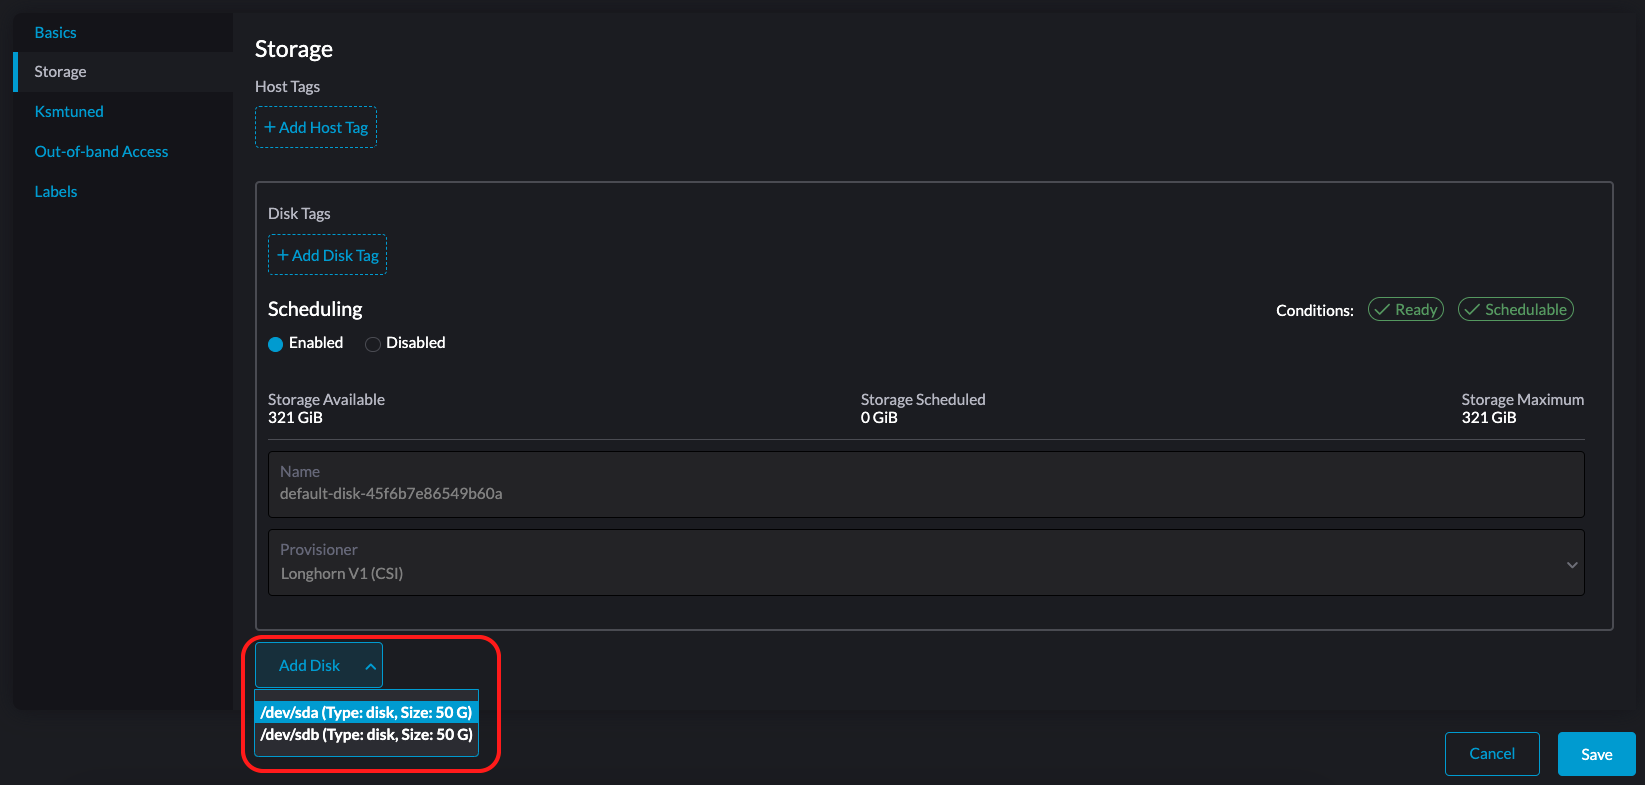 Basics
Storage
Ksmtuned
Out-of-band Access
Labels
Storage
Host Tags
+ Add Host Tag
Disk Tags
+ Add Disk Tag
Scheduling
Conditions: Ready Schedulable
Enabled Disabled
Storage Available Storage Scheduled Storage Maximum
321 GiB 0 GiB 321 GiB
Name
default-disk-45f6b7e86549b60a
Provisioner
Longhorn V1 (CSI)
Add Disk
/dev/sda (Type: disk, Size: 50 G)
/dev/sdb (Type: disk, Size: 50 G)
Cancel Save